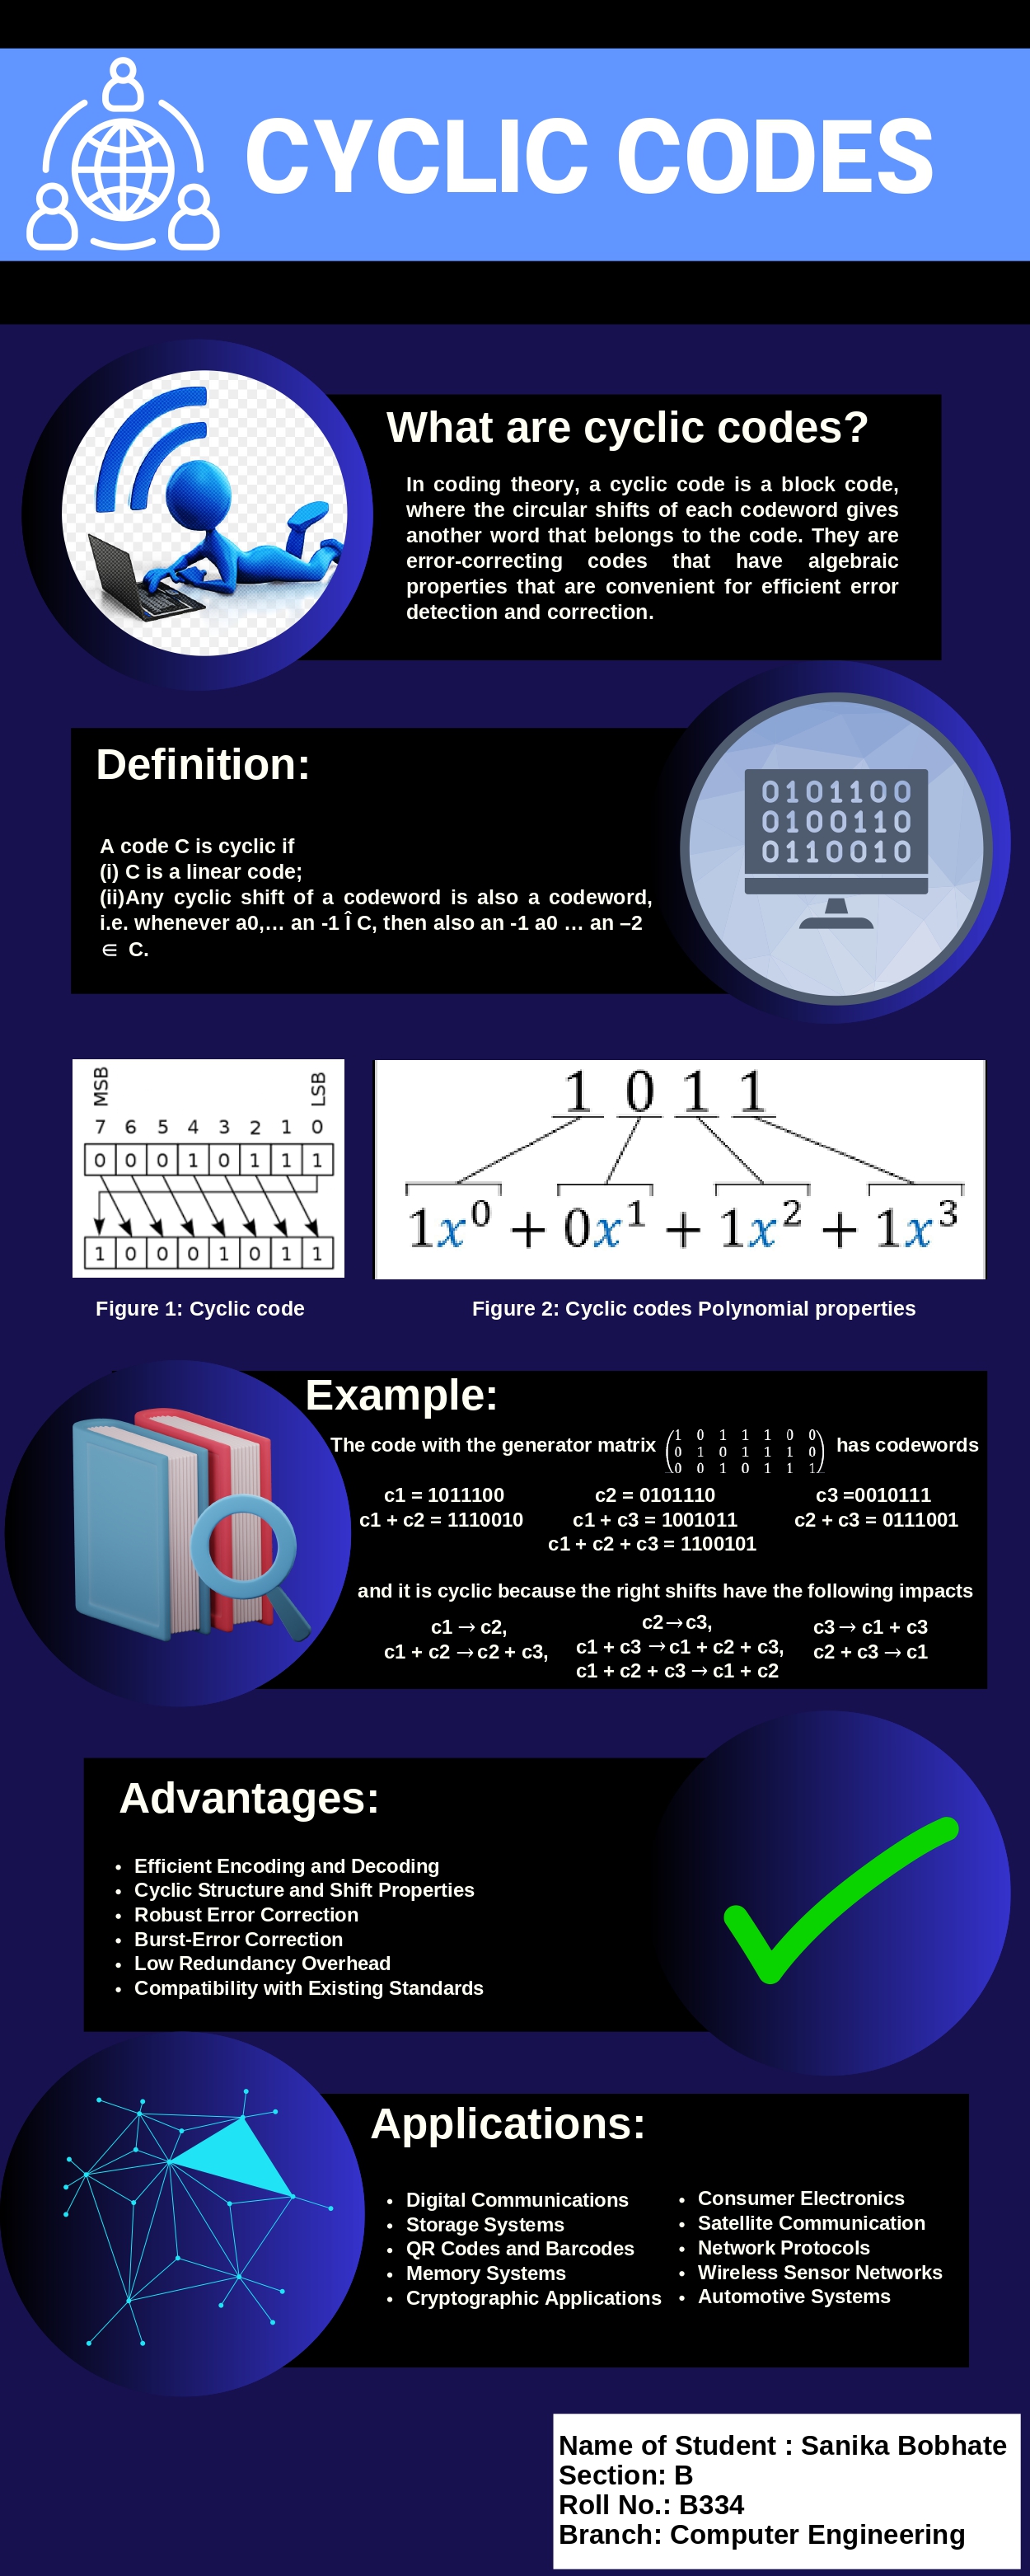 CYCLIC CODES
What are cyclic codes?
In coding theory, a cyclic code is a block code,
where the circular shifts of each codeword gives
another word that belongs to the code. They are
error-correcting codes that have algebraic
properties that are convenient for efficient error
detection and correction.
Definition:
0101100
0100110
0110010
A code C is cyclic if
(i) C is a linear code;
(ii)Any cyclic shift of a codeword is also a codeword,
i.e. whenever a0,… an -1 Î C, then also an -1 a0 … an –2
∈ C.
MSB LSB
7 6 5 4 3 2 1 0
0 0 0 1 0 1 1 1
1 0 0 0 1 0 1 1
Figure 1: Cyclic code
1 0 1 1
1x⁰ + 0x¹ + 1x² + 1x³
Figure 2: Cyclic codes Polynomial properties
Example:
The code with the generator matrix has codewords
1 0 1 1 1 0 0
0 1 0 1 1 1 0
0 0 1 0 1 1 1
c1 = 1011100 c2 = 0101110 c3 =0010111
c1 + c2 = 1110010 c1 + c3 = 1001011 c2 + c3 = 0111001
c1 + c2 + c3 = 1100101
and it is cyclic because the right shifts have the following impacts
c1 → c2, c2→c3, c3→ c1 + c3
c1 + c2 →c2 + c3, c1 + c3 →c1 + c2 + c3, c2 + c3 → c1
c1 + c2 + c3 → c1 + c2
Advantages:
• Efficient Encoding and Decoding
• Cyclic Structure and Shift Properties
• Robust Error Correction
• Burst-Error Correction
• Low Redundancy Overhead
• Compatibility with Existing Standards
Applications:
• Digital Communications
• Storage Systems
• QR Codes and Barcodes
• Memory Systems
• Cryptographic Applications
• Consumer Electronics
• Satellite Communication
• Network Protocols
• Wireless Sensor Networks
• Automotive Systems
Name of Student : Sanika Bobhate
Section: B
Roll No.: B334
Branch: Computer Engineering